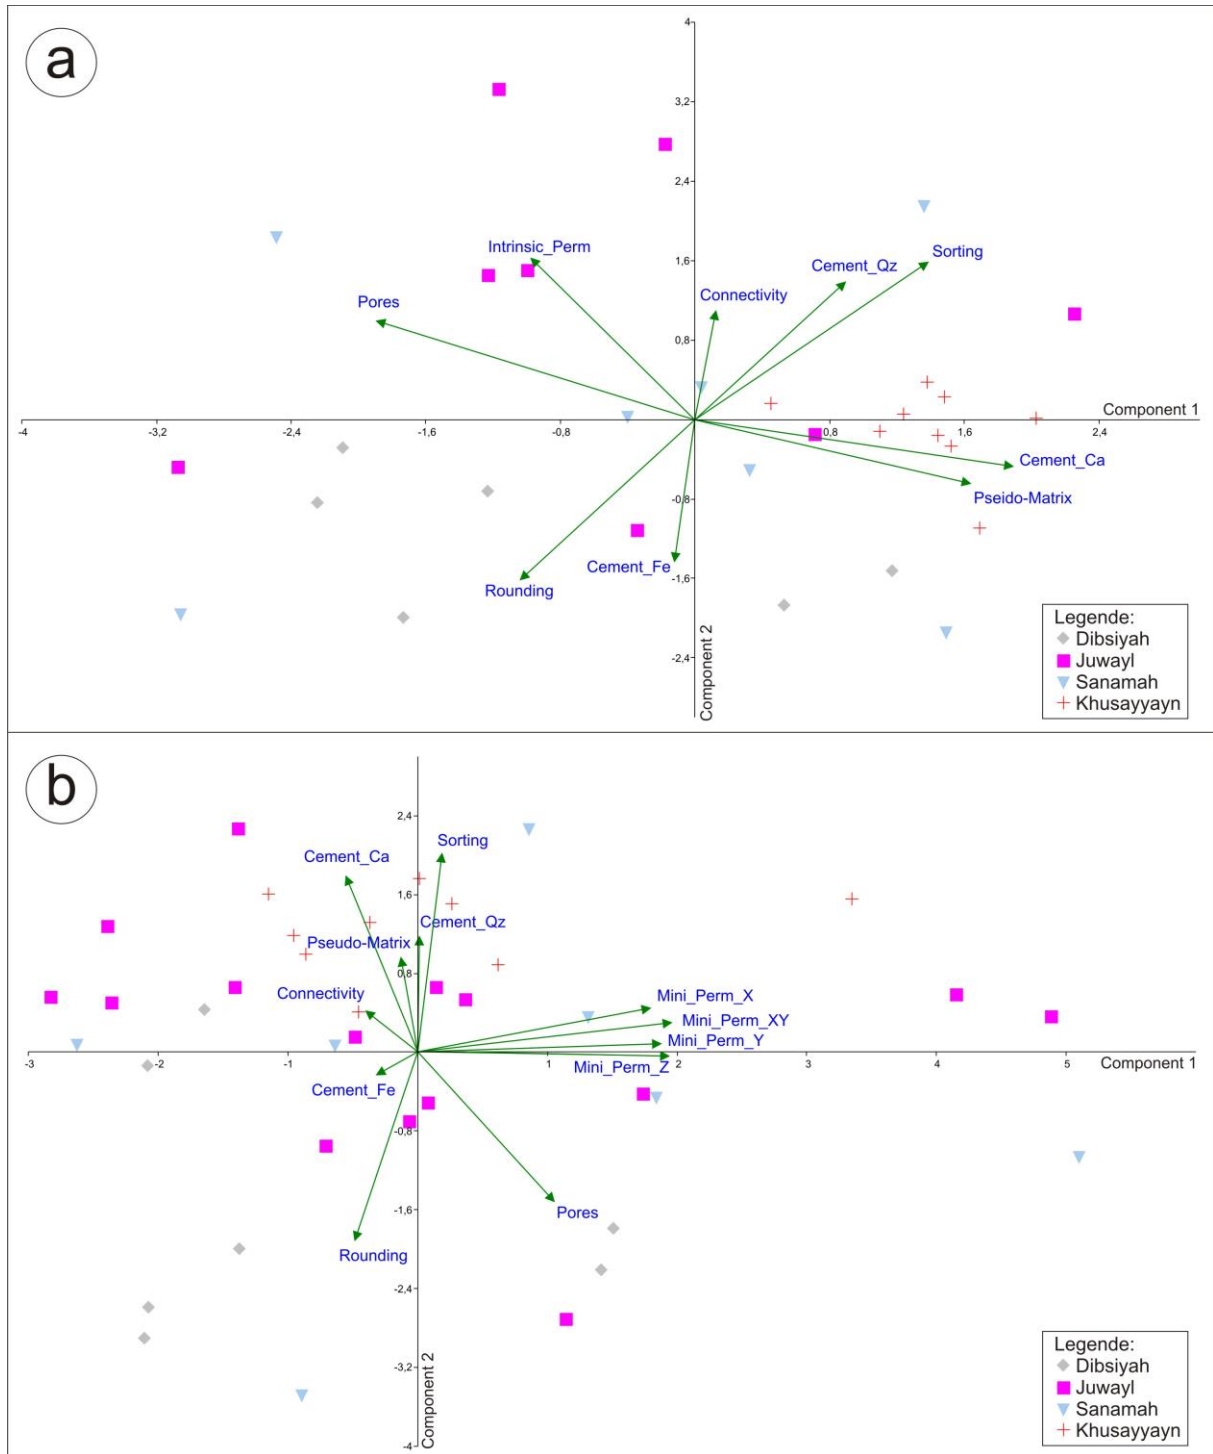 a
4
3,2
2,4
1,6
0,8
-4
-3,2
-2,4
-1,6
-0,8
0,8
1,6
2,4
-0,8
-1,6
-2,4
Component 1
Component 2
Intrinsic_Perm
Pores
Connectivity
Cement_Qz
Sorting
Cement_Ca
Pseido-Matrix
Cement_Fe
Rounding
Legende:
Dibsiyah
Juwayl
Sanamah
Khusayyayn
b
2,4
1,6
0,8
-3
-2
-1
1
2
3
4
5
-0,8
-1,6
-2,4
-3,2
-4
Component 1
Component 2
Sorting
Cement_Ca
Cement_Qz
Pseudo-Matrix
Connectivity
Mini_Perm_X
Mini_Perm_XY
Mini_Perm_Y
Mini_Perm_Z
Cement_Fe
Pores
Rounding
Legende:
Dibsiyah
Juwayl
Sanamah
Khusayyayn